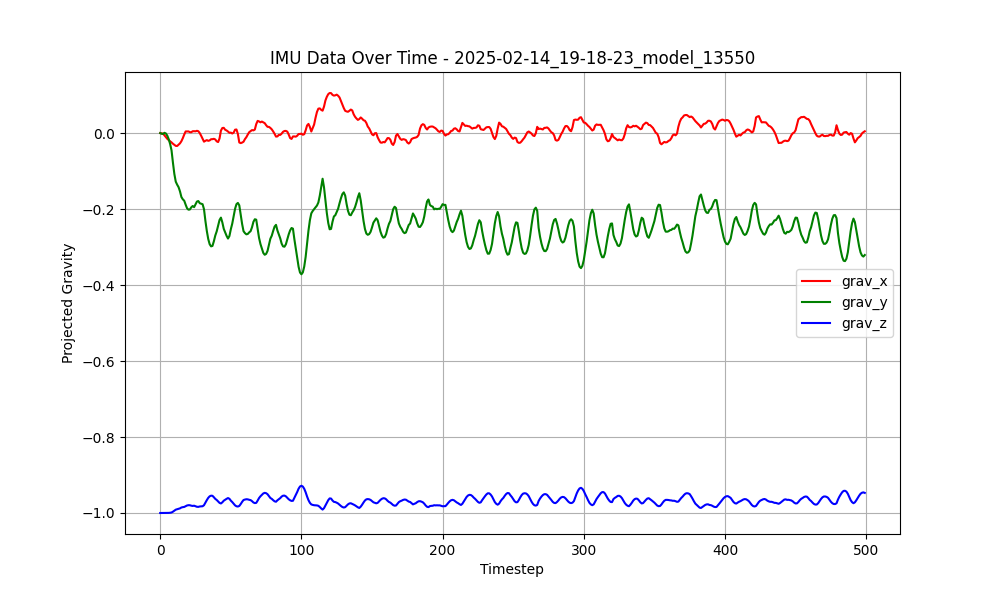 IMU Data Over Time - 2025-02-14_19-18-23_model_13550
Projected Gravity
0.0
−0.2
−0.4
−0.6
−0.8
−1.0
grav_x
grav_y
grav_z
0 100 200 300 400 500
Timestep